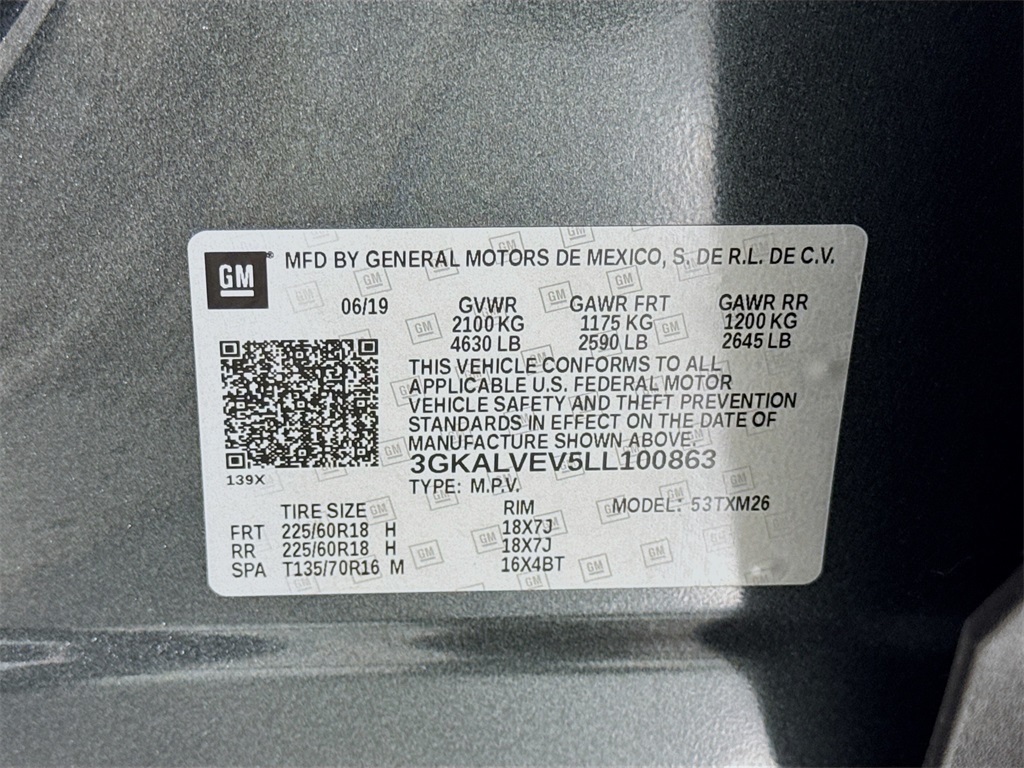 GM® MFD BY GENERAL MOTORS DE MEXICO, S. DE R.L. DE C.V.
06/19 GVWR GAWR FRT GAWR RR
2100 KG 1175 KG 1200 KG
4630 LB 2590 LB 2645 LB
THIS VEHICLE CONFORMS TO ALL
APPLICABLE U.S. FEDERAL MOTOR
VEHICLE SAFETY AND THEFT PREVENTION
STANDARDS IN EFFECT ON THE DATE OF
MANUFACTURE SHOWN ABOVE.
3GKALVEV5LL100863
139X TYPE: M.P.V.
TIRE SIZE RIM MODEL: 53TXM26
FRT 225/60R18 H 18X7J
RR 225/60R18 H 18X7J
SPA T135/70R16 M 16X4BT